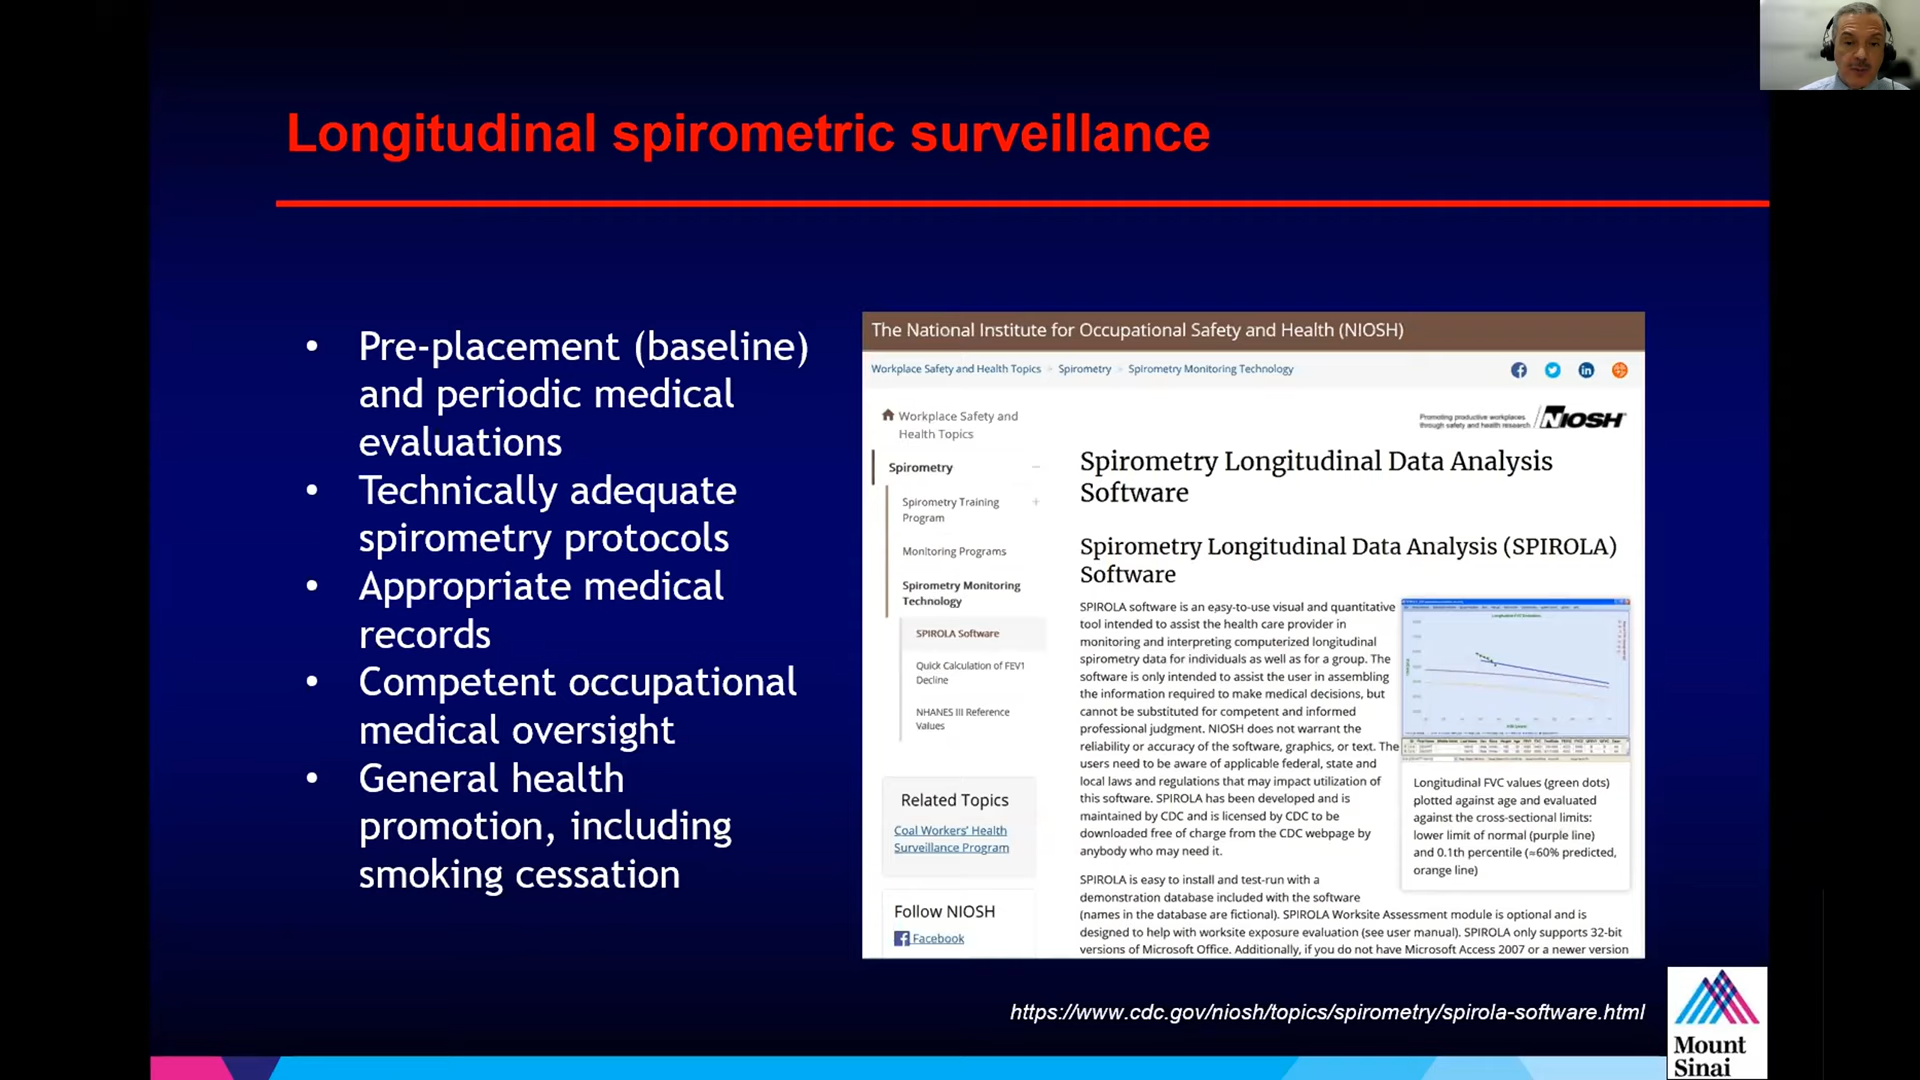 Longitudinal spirometric surveillance
• Pre-placement (baseline)
and periodic medical
evaluations
• Technically adequate
spirometry protocols
• Appropriate medical
records
• Competent occupational
medical oversight
• General health
promotion, including
smoking cessation
The National Institute for Occupational Safety and Health (NIOSH)
Workplace Safety and Health Topics > Spirometry > Spirometry Monitoring Technology
Workplace Safety and
Health Topics
Spirometry
Spirometry Training
Program
Monitoring Programs
Spirometry Monitoring
Technology
SPIROLA Software
Quick Calculation of FEV1
Decline
NHANES III Reference
Values
Related Topics
Coal Workers' Health
Surveillance Program
Follow NIOSH
Facebook
Promoting productive workplaces
through safety and health research
NIOSH
Spirometry Longitudinal Data Analysis
Software
Spirometry Longitudinal Data Analysis (SPIROLA)
Software
SPIROLA software is an easy-to-use visual and quantitative
tool intended to assist the health care provider in
monitoring and interpreting computerized longitudinal
spirometry data for individuals as well as for a group. The
software is only intended to assist the user in assembling
the information required to make medical decisions, but
cannot be substituted for competent and informed
professional judgment. NIOSH does not warrant the
reliability or accuracy of the software, graphics, or text. The
users need to be aware of applicable federal, state and
local laws and regulations that may impact utilization of
this software. SPIROLA has been developed and is
maintained by CDC and is licensed by CDC to be
downloaded free of charge from the CDC webpage by
anybody who may need it.
Longitudinal FVC values (green dots)
plotted against age and evaluated
against the cross-sectional limits:
lower limit of normal (purple line)
and 0.1th percentile (≈60% predicted,
orange line)
SPIROLA is easy to install and test-run with a
demonstration database included with the software
(names in the database are fictional). SPIROLA Worksite Assessment module is optional and is
designed to help with worksite exposure evaluation (see user manual). SPIROLA only supports 32-bit
versions of Microsoft Office. Additionally, if you do not have Microsoft Access 2007 or a newer version
https://www.cdc.gov/niosh/topics/spirometry/spirola-software.html
Mount
Sinai